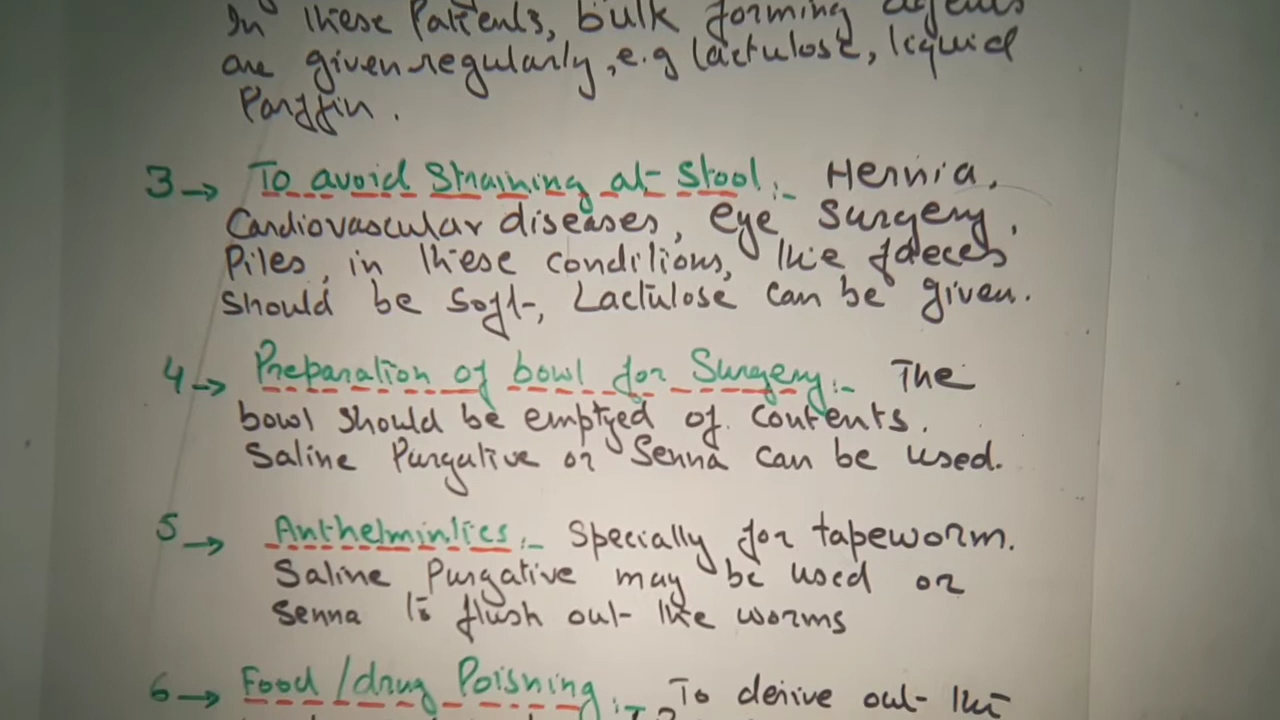 In these Patients, bulk forming agents
are given regularly, e.g lactulose, liquid
Paraffin.
3→ To avoid straining at stool:- Hernia,
Cardiovascular diseases, eye surgery,
Piles, in these conditions, the faeces
should be soft, Lactulose can be given.
4→ Preparation of bowl for Surgery:- The
bowl should be emptyed of contents.
Saline Purgative or Senna can be used.
5→ Anthelmintics:- Specially for tapeworm.
Saline Purgative may be used or
senna to flush out the worms
6→ Food/drug Poisning:- To derive out the